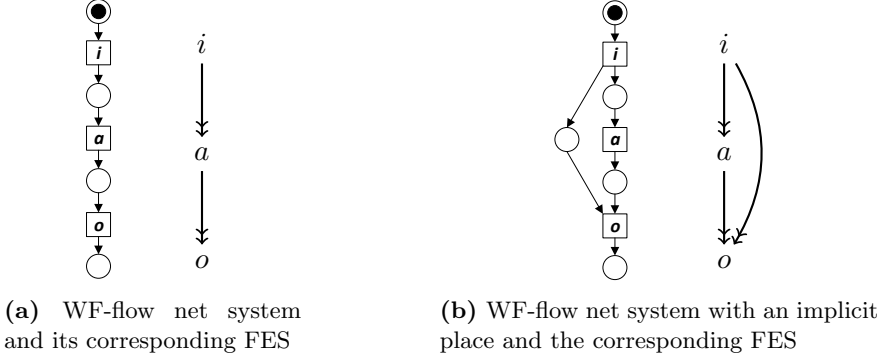 i
i
a
a
o
o
i
i
a
a
o
o
(a) WF-flow net system
and its corresponding FES
(b) WF-flow net system with an implicit
place and the corresponding FES